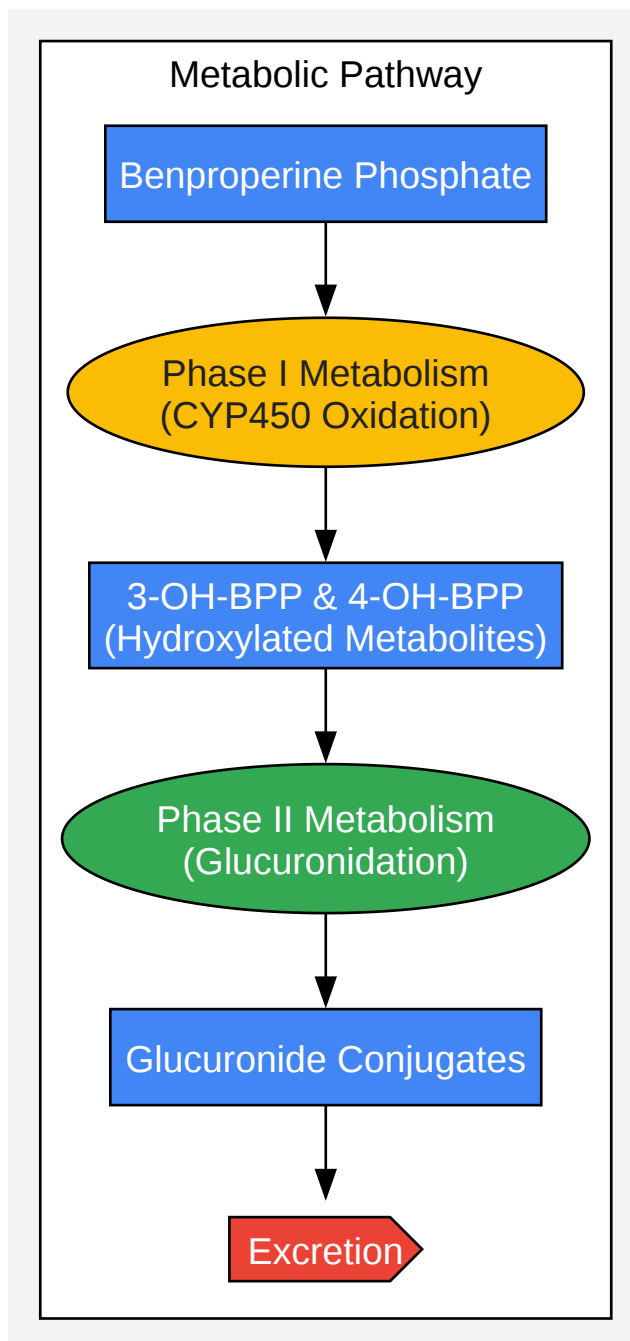 Metabolic Pathway
Benproperine Phosphate
Phase I Metabolism
(CYP450 Oxidation)
3-OH-BPP & 4-OH-BPP
(Hydroxylated Metabolites)
Phase II Metabolism
(Glucuronidation)
Glucuronide Conjugates
Excretion